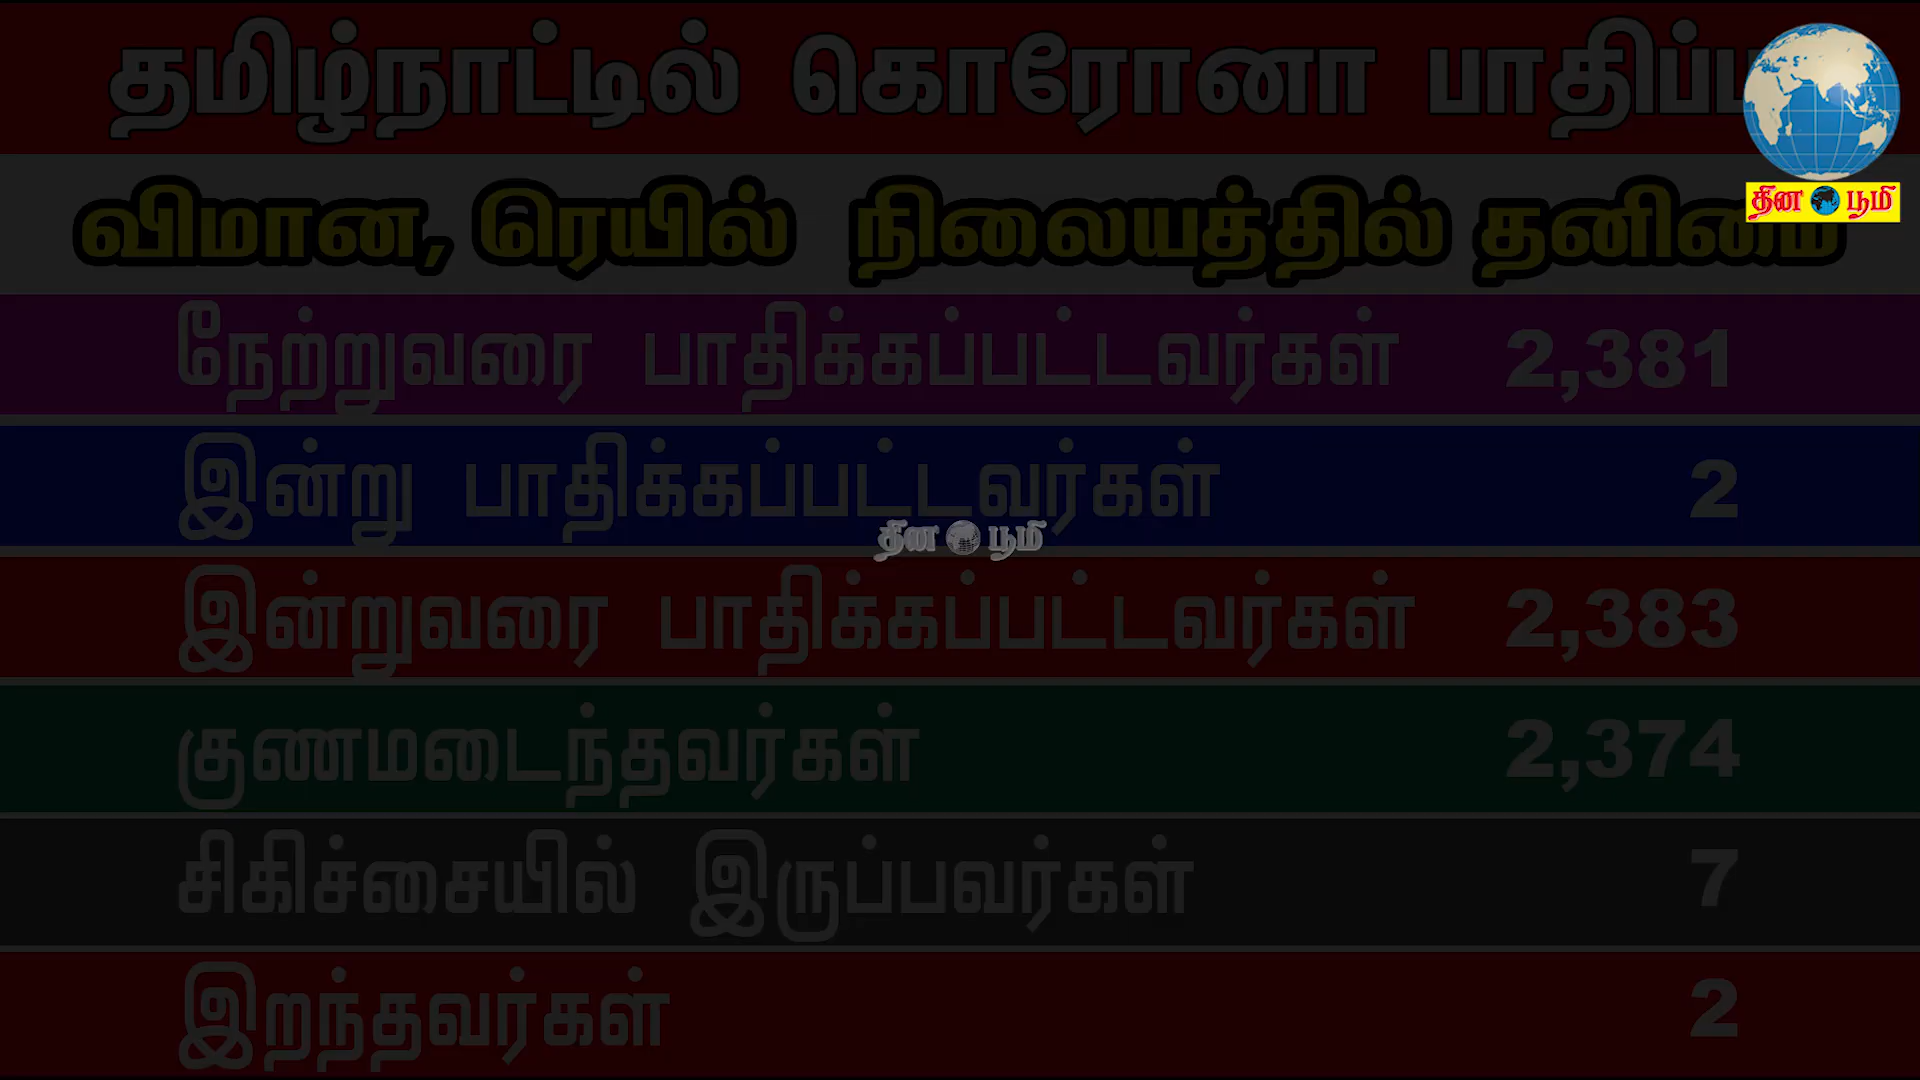 தமிழ்நாட்டில் கொரோனா பாதிப்பு
தின பூமி
விமான, ரெயில் நிலையத்தில் தனிமை
நேற்றுவரை பாதிக்கப்பட்டவர்கள் 2,381
இன்று பாதிக்கப்பட்டவர்கள் 2
தின பூமி
இன்றுவரை பாதிக்கப்பட்டவர்கள் 2,383
குணமடைந்தவர்கள் 2,374
சிகிச்சையில் இருப்பவர்கள் 7
இறந்தவர்கள் 2